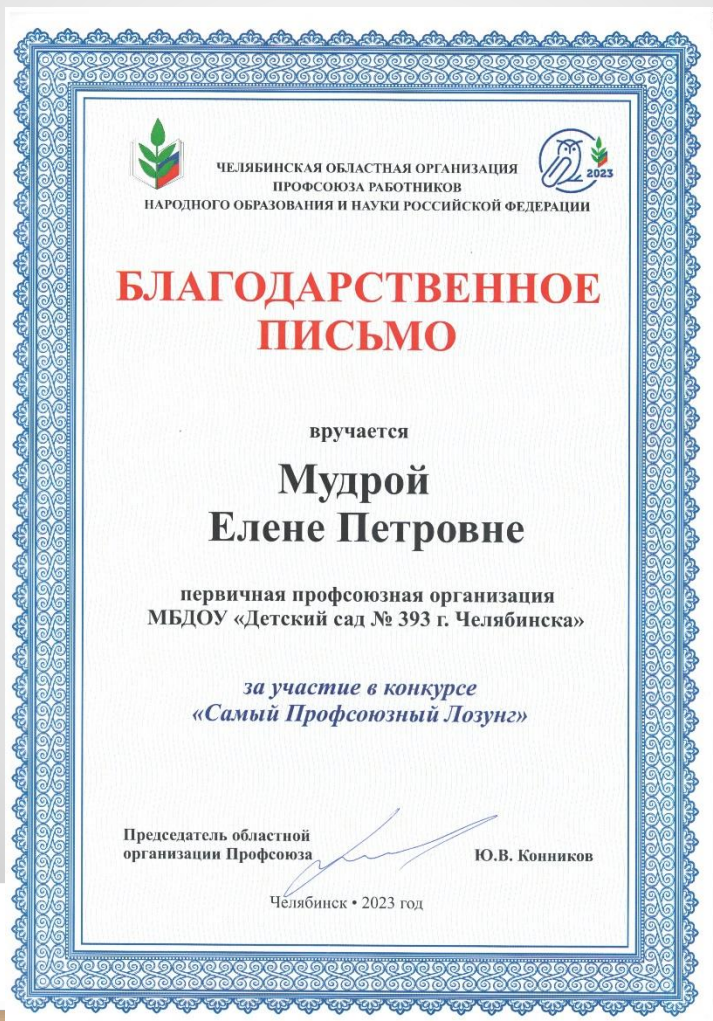 ЧЕЛЯБИНСКАЯ ОБЛАСТНАЯ ОРГАНИЗАЦИЯ
ПРОФСОЮЗА РАБОТНИКОВ
НАРОДНОГО ОБРАЗОВАНИЯ И НАУКИ РОССИЙСКОЙ ФЕДЕРАЦИИ
2023
БЛАГОДАРСТВЕННОЕ
ПИСЬМО
вручается
Мудрой
Елене Петровне
первичная профсоюзная организация
МБДОУ «Детский сад № 393 г. Челябинска»
за участие в конкурсе
«Самый Профсоюзный Лозунг»
Председатель областной
организации Профсоюза
Ю.В. Конников
Челябинск • 2023 год